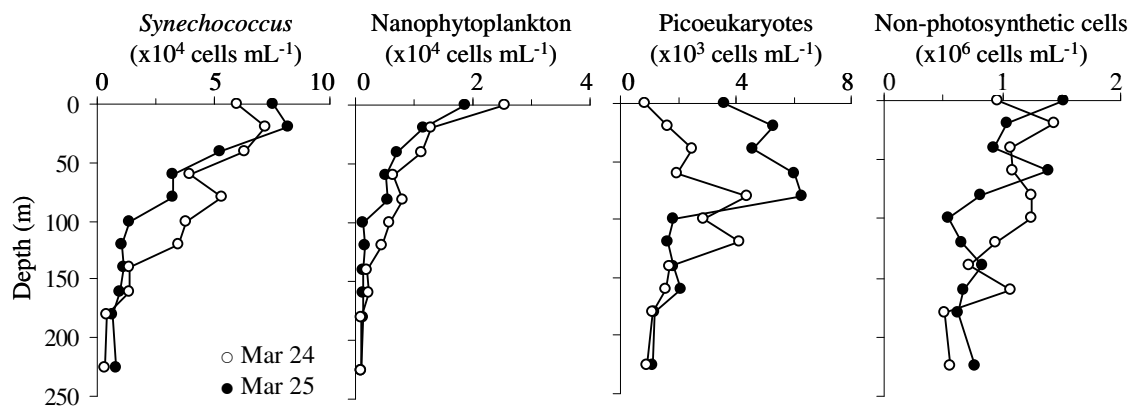 Synechococcus
(x10⁴ cells mL⁻¹)
0 5 10
Nanophytoplankton
(x10⁴ cells mL⁻¹)
0 2 4
Picoeukaryotes
(x10³ cells mL⁻¹)
0 4 8
Non-photosynthetic cells
(x10⁶ cells mL⁻¹)
0 1 2
Depth (m)
0
50
100
150
200
250
Mar 24
Mar 25